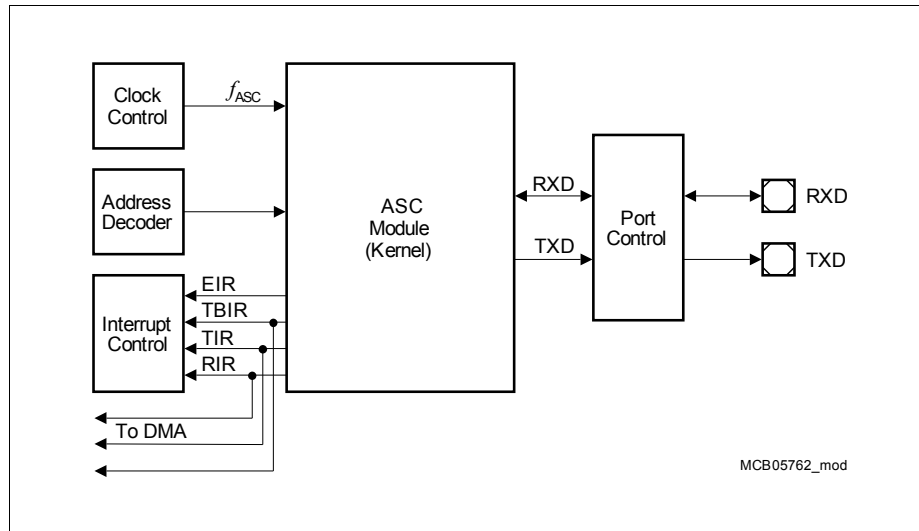 Clock
Control
fASC
Address
Decoder
Interrupt
Control
EIR
TBIR
TIR
RIR
To DMA
ASC
Module
(Kernel)
RXD
TXD
Port
Control
RXD
TXD
MCB05762_mod